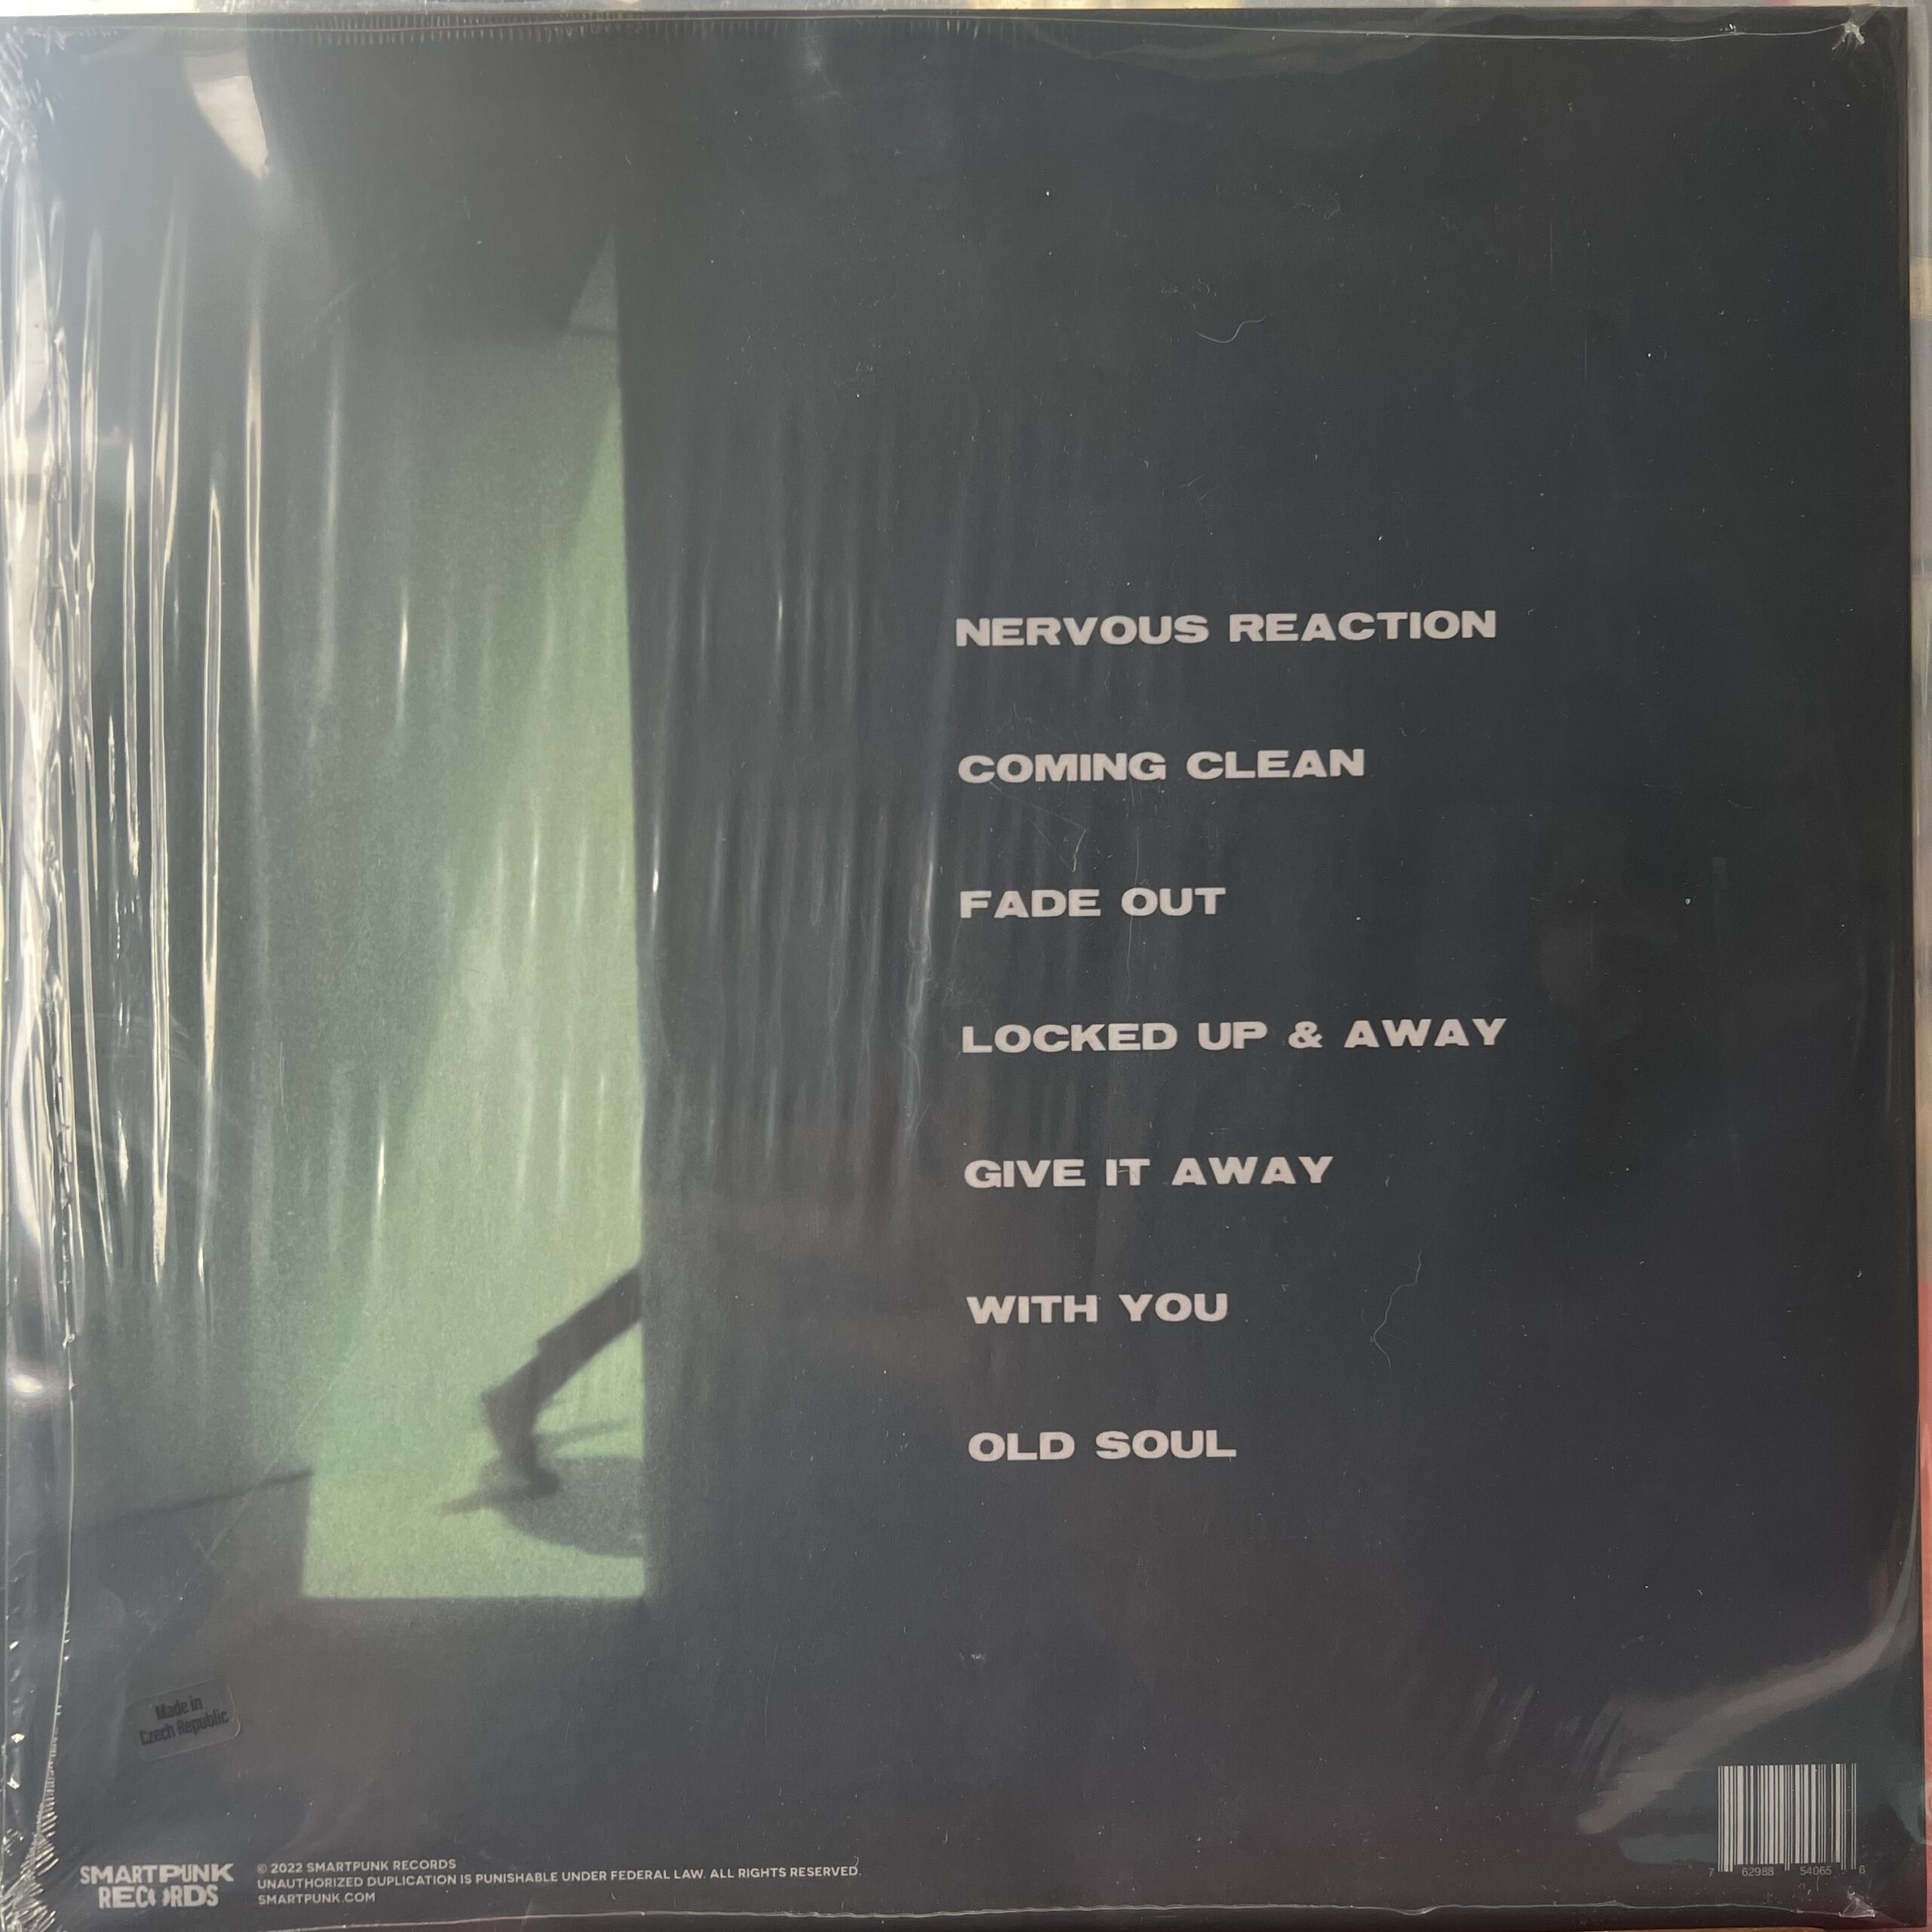 NERVOUS REACTION
COMING CLEAN
FADE OUT
LOCKED UP & AWAY
GIVE IT AWAY
WITH YOU
OLD SOUL
Made in
Czech Republic
SMARTPUNK
RECORDS
© 2022 SMARTPUNK RECORDS
UNAUTHORIZED DUPLICATION IS PUNISHABLE UNDER FEDERAL LAW. ALL RIGHTS RESERVED.
SMARTPUNK.COM
7 62988 54065 6